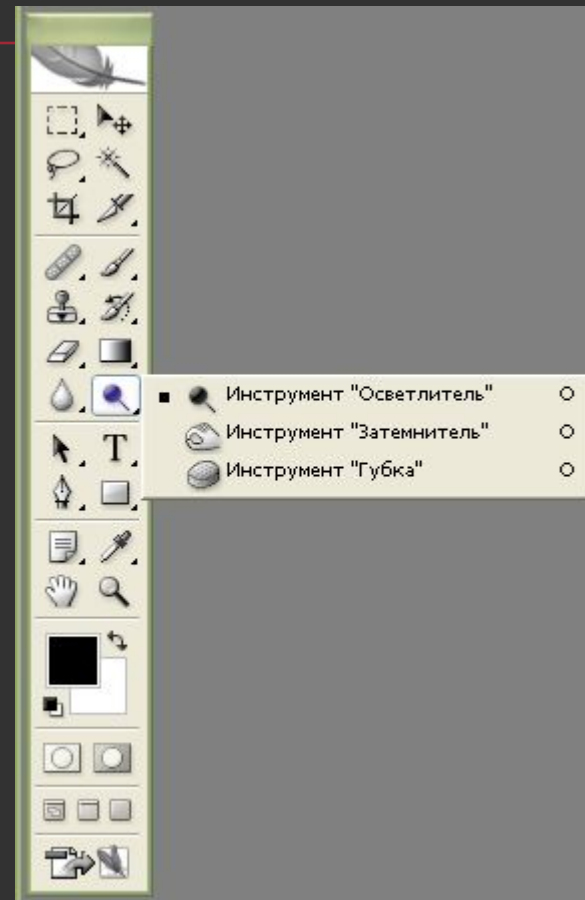 Инструмент "Осветлитель" О
Инструмент "Затемнитель" О
Инструмент "Губка" О
T